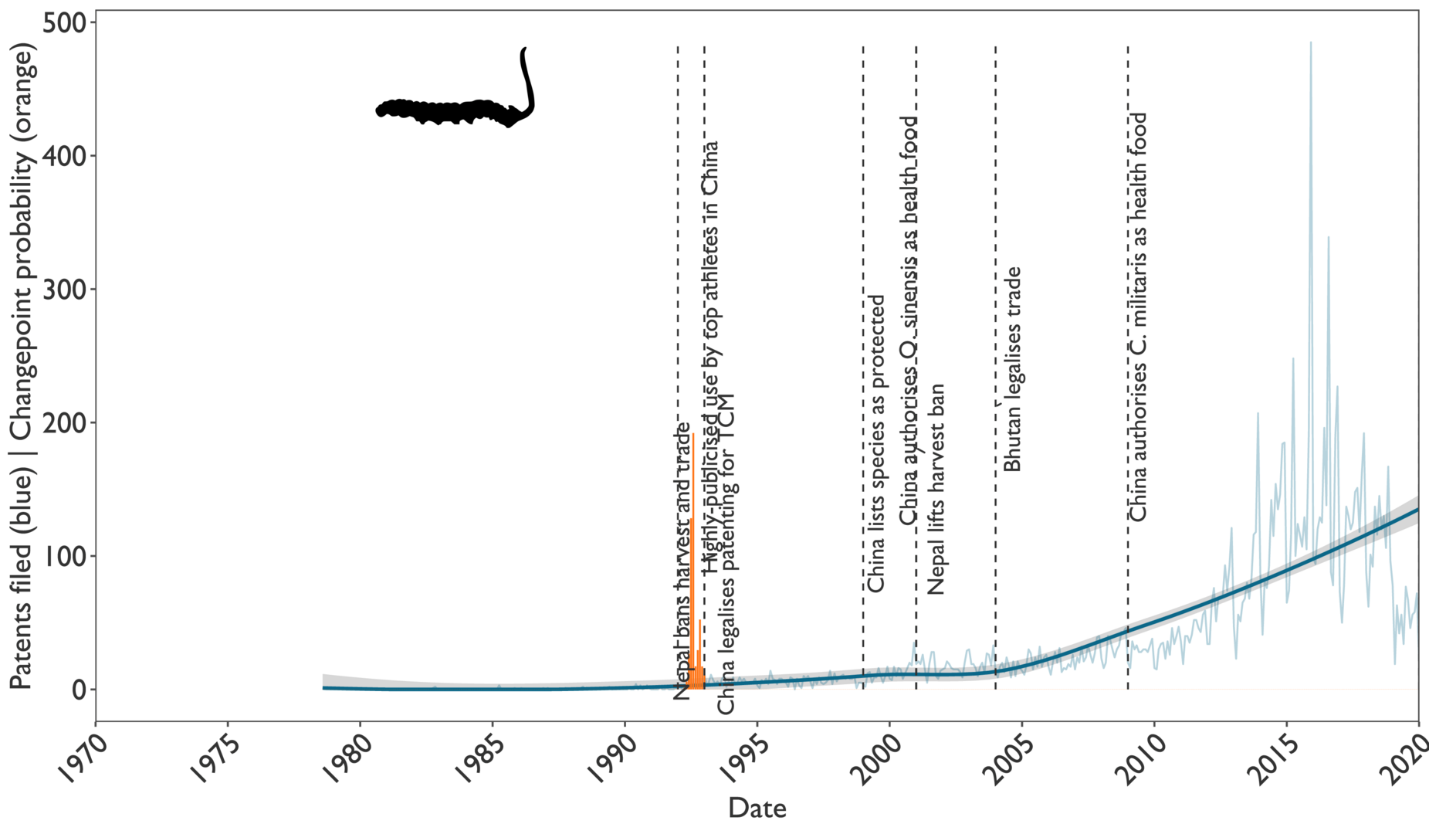 Patents filed (blue) | Changepoint probability (orange)
500
400
300
200
100
0
Nepal bans harvest and trade
Highly-publicised use by top athletes in China
China legalises patenting for TCM
China lists species as protected
China authorises O. sinensis as health food
Nepal lifts harvest ban
Bhutan legalises trade
China authorises C. militaris as health food
1970
1975
1980
1985
1990
1995
2000
2005
2010
2015
2020
Date